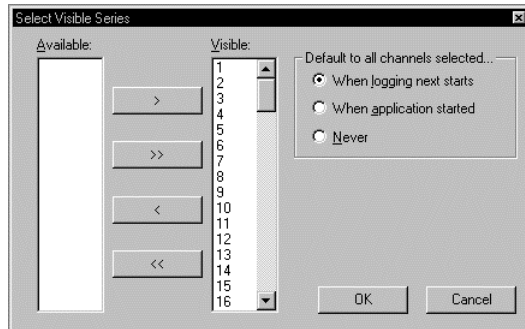 Select Visible Series
Available:
Visible:
>
>>
<
<<
1
2
3
4
5
6
7
8
9
10
11
12
13
14
15
16
Default to all channels selected...
When logging next starts
When application started
Never
OK
Cancel